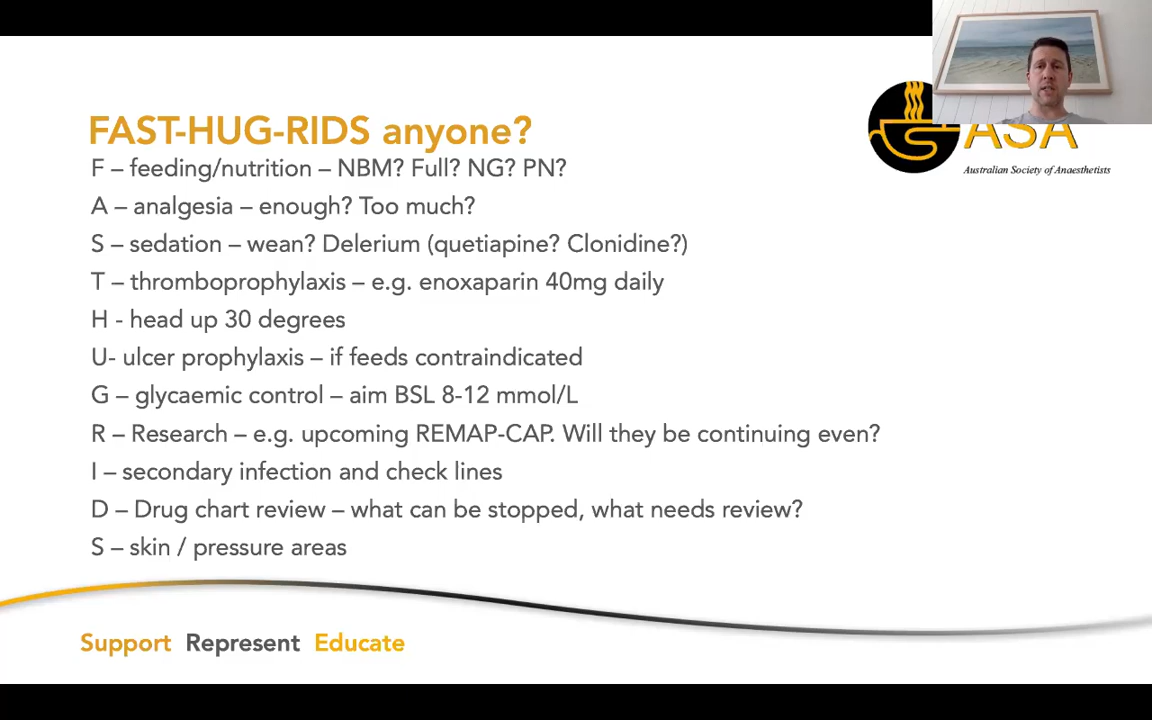 FAST-HUG-RIDS anyone?
F – feeding/nutrition – NBM? Full? NG? PN?
A – analgesia – enough? Too much?
S – sedation – wean? Delerium (quetiapine? Clonidine?)
T – thromboprophylaxis – e.g. enoxaparin 40mg daily
H - head up 30 degrees
U- ulcer prophylaxis – if feeds contraindicated
G – glycaemic control – aim BSL 8-12 mmol/L
R – Research – e.g. upcoming REMAP-CAP. Will they be continuing even?
I – secondary infection and check lines
D – Drug chart review – what can be stopped, what needs review?
S – skin / pressure areas
ASA
Australian Society of Anaesthetists
Support Represent Educate